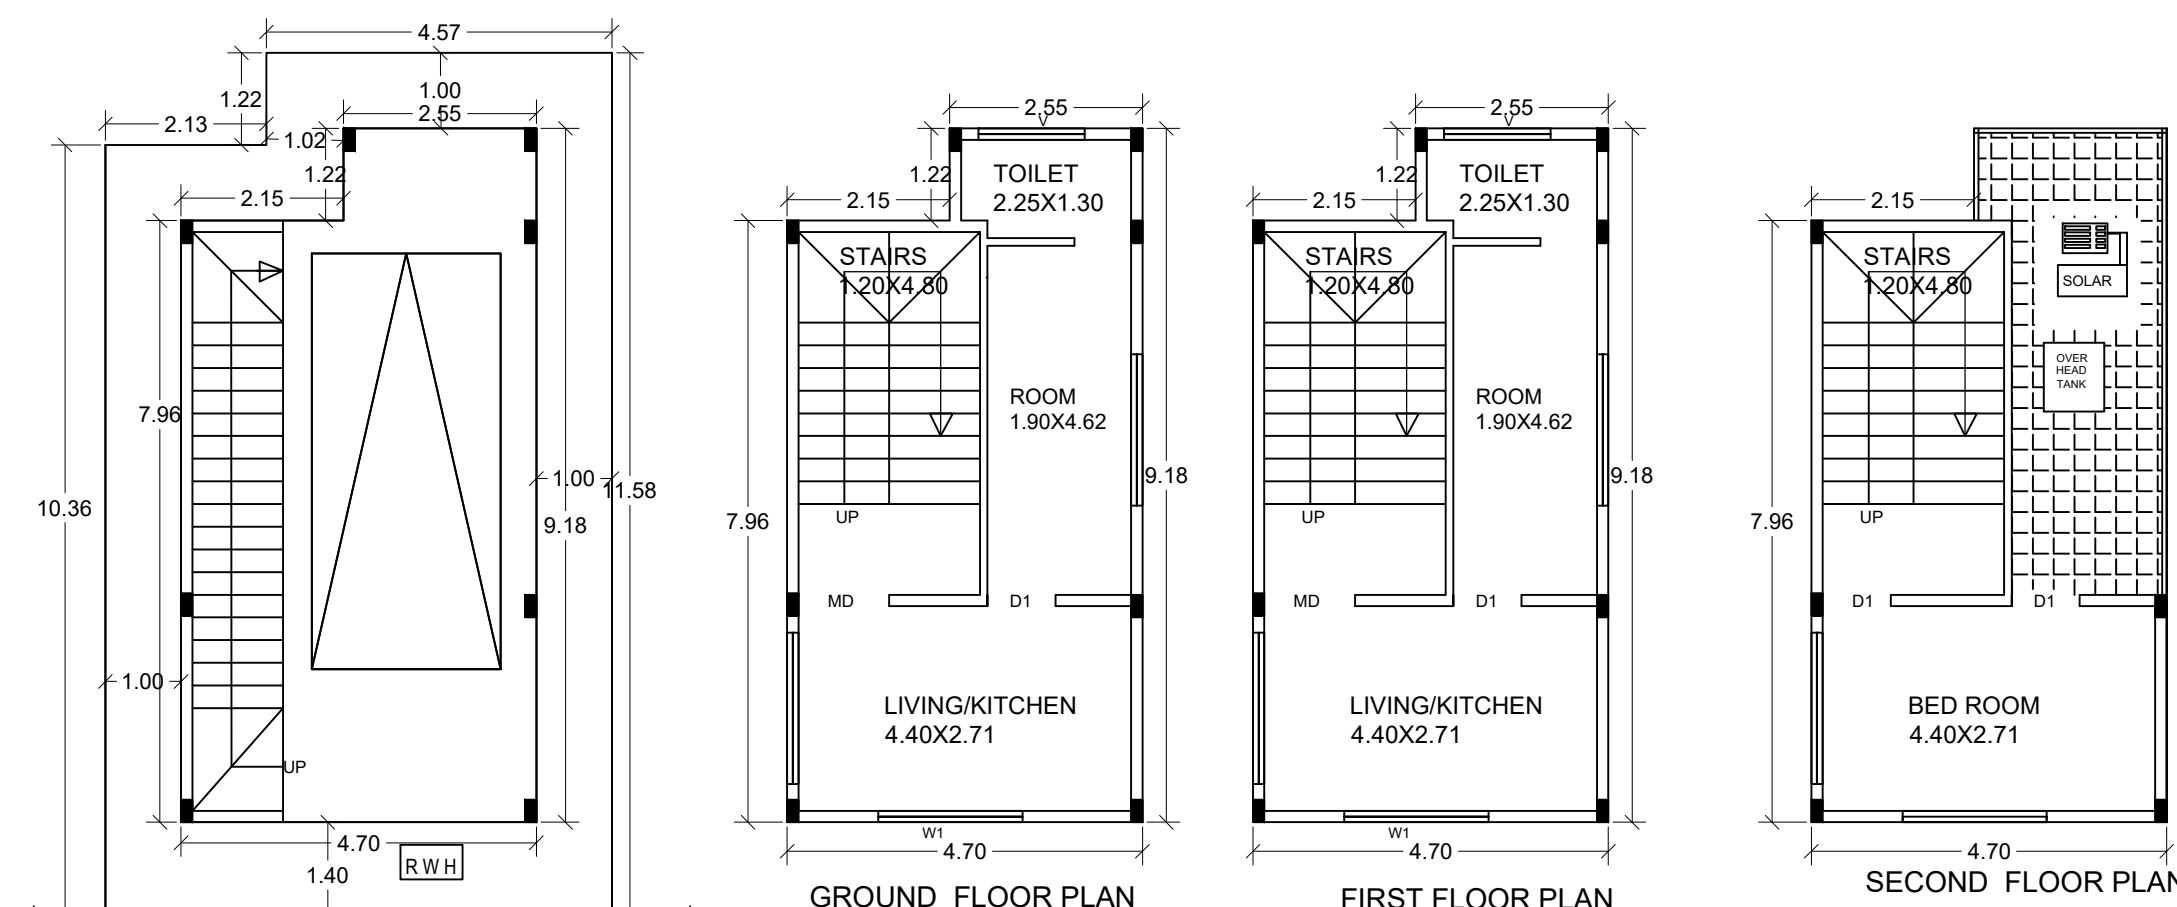 4.57
1.00
1.22
2.55
2.13
1.02
1.22
2.15
7.96
10.36
1.00
11.58
9.18
1.00
UP
4.70
R W H
1.40
2.55
V
1.22
TOILET
2.25X1.30
2.15
STAIRS
1.20X4.80
ROOM
1.90X4.62
9.18
7.96
UP
MD
D1
LIVING/KITCHEN
4.40X2.71
W1
4.70
GROUND FLOOR PLAN
2.55
V
1.22
TOILET
2.25X1.30
2.15
STAIRS
1.20X4.80
ROOM
1.90X4.62
9.18
UP
MD
D1
LIVING/KITCHEN
4.40X2.71
W1
4.70
FIRST FLOOR PLAN
2.15
STAIRS
1.20X4.80
SOLAR
OVER
HEAD
TANK
7.96
UP
D1
D1
BED ROOM
4.40X2.71
4.70
SECOND FLOOR PLAN